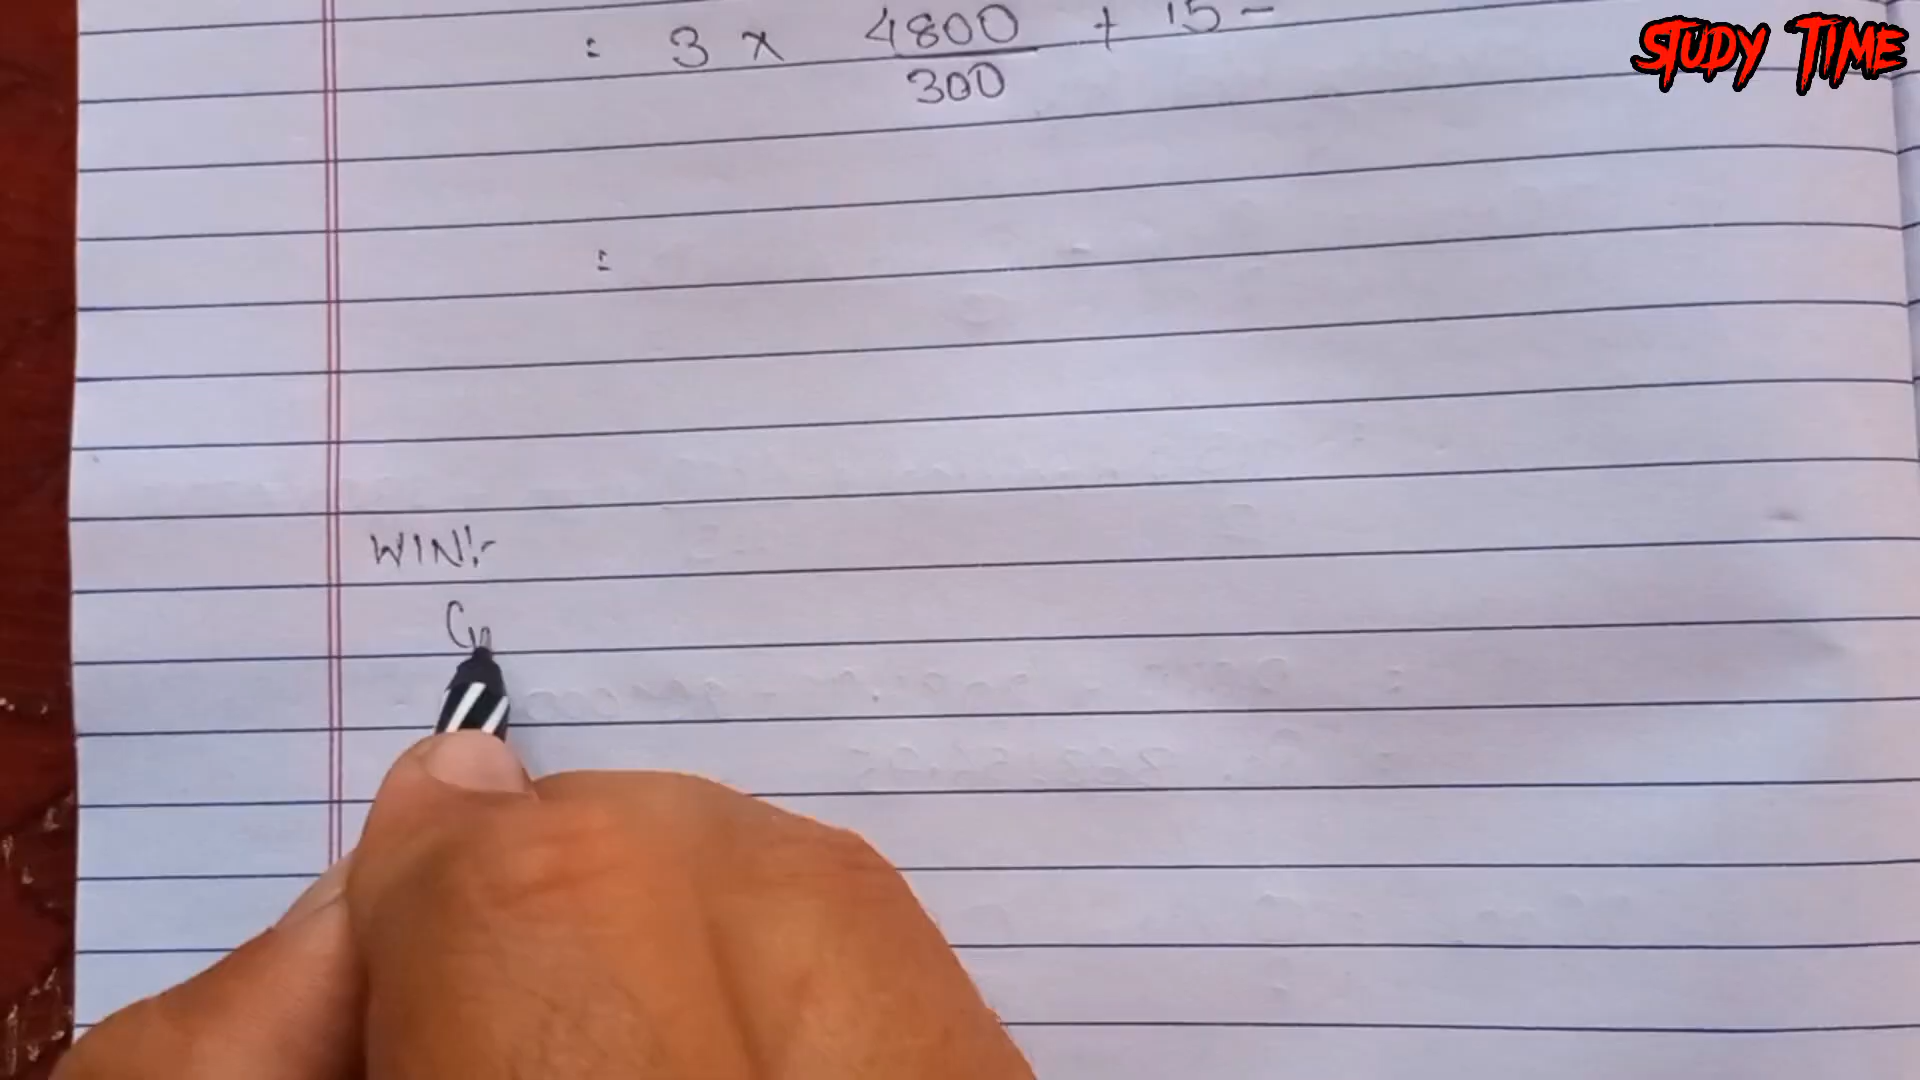 STUDY TIME
= 3 × 4800 + 15 -
300
=
WIN:-